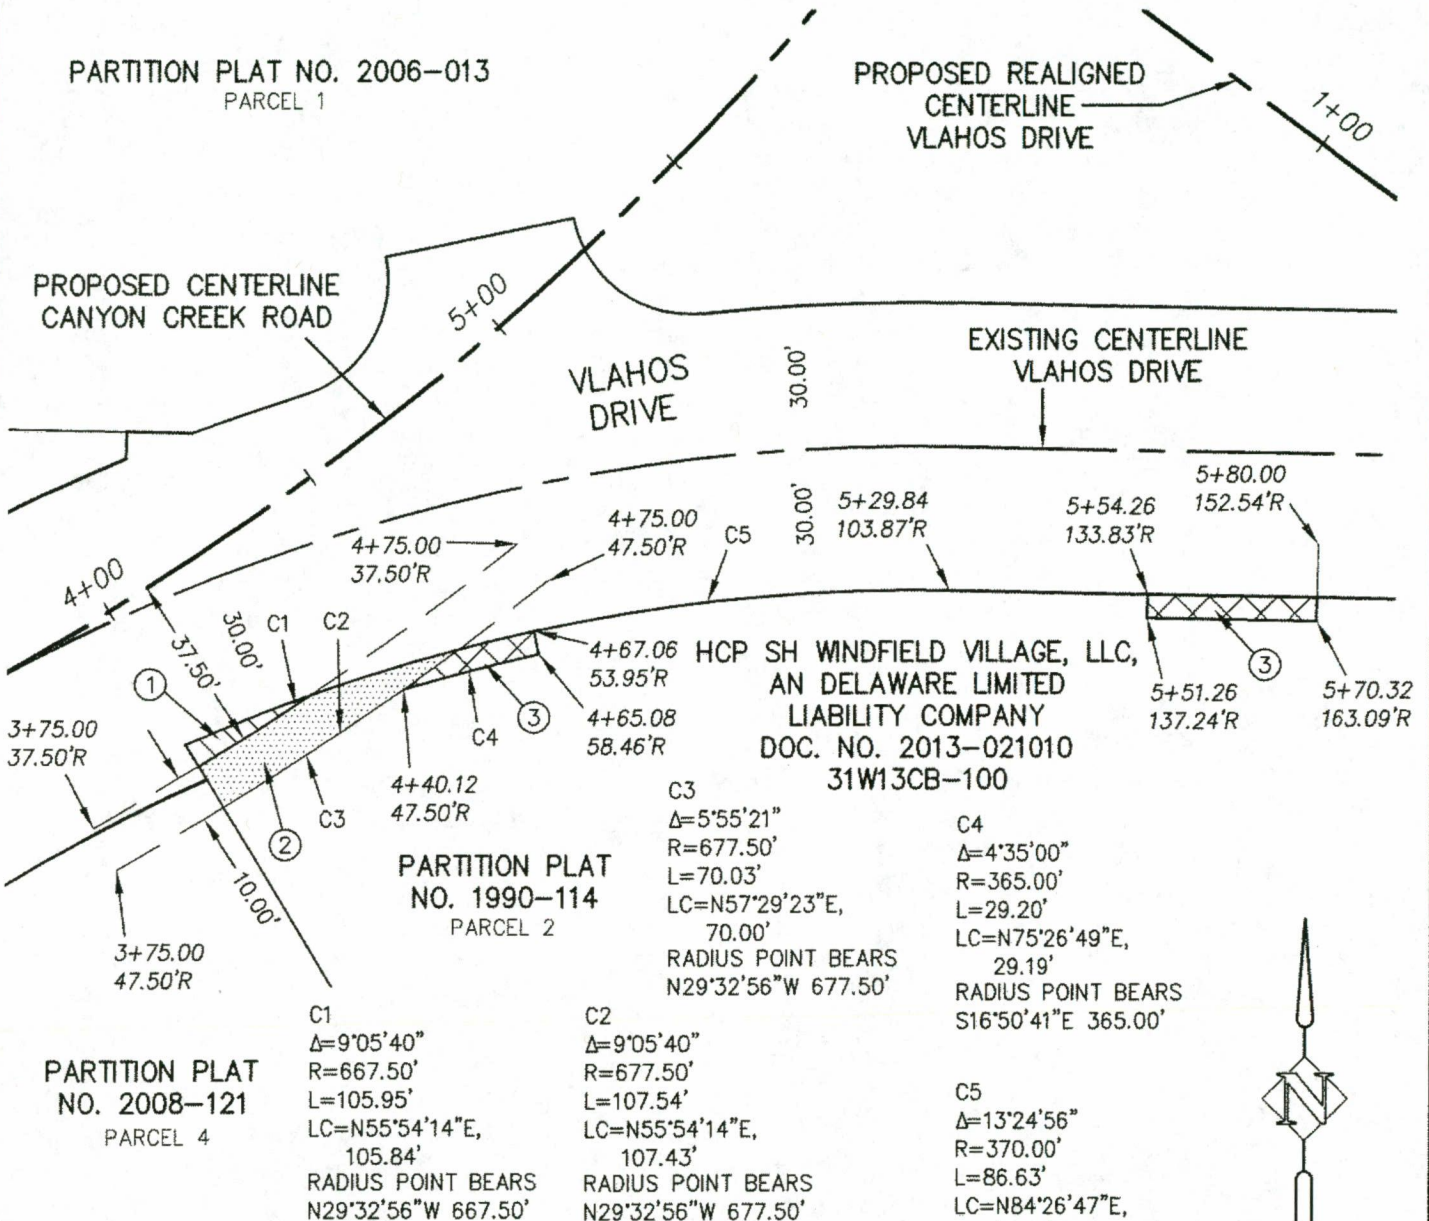 PARTITION PLAT NO. 2006-013
PARCEL 1
PROPOSED REALIGNED
CENTERLINE
VLAHOS DRIVE
1+00
PROPOSED CENTERLINE
CANYON CREEK ROAD
5+00
VLAHOS
DRIVE
30.00'
EXISTING CENTERLINE
VLAHOS DRIVE
4+00
37.50'
30.00'
C1
C2
4+75.00
37.50'R
4+75.00
47.50'R
C5
30.00'
5+29.84
103.87'R
5+54.26
133.83'R
5+80.00
152.54'R
1
3+75.00
37.50'R
2
C3
4+40.12
47.50'R
C4
3
4+67.06
53.95'R
4+65.08
58.46'R
HCP SH WINDFIELD VILLAGE, LLC,
AN DELAWARE LIMITED
LIABILITY COMPANY
DOC. NO. 2013-021010
31W13CB-100
5+51.26
137.24'R
3
5+70.32
163.09'R
10.00'
3+75.00
47.50'R
PARTITION PLAT
NO. 1990-114
PARCEL 2
C3
Δ=5°55'21"
R=677.50'
L=70.03'
LC=N57°29'23"E,
70.00'
RADIUS POINT BEARS
N29°32'56"W 677.50'
C4
Δ=4°35'00"
R=365.00'
L=29.20'
LC=N75°26'49"E,
29.19'
RADIUS POINT BEARS
S16°50'41"E 365.00'
PARTITION PLAT
NO. 2008-121
PARCEL 4
C1
Δ=9°05'40"
R=667.50'
L=105.95'
LC=N55°54'14"E,
105.84'
RADIUS POINT BEARS
N29°32'56"W 667.50'
C2
Δ=9°05'40"
R=677.50'
L=107.54'
LC=N55°54'14"E,
107.43'
RADIUS POINT BEARS
N29°32'56"W 677.50'
C5
Δ=13°24'56"
R=370.00'
L=86.63'
LC=N84°26'47"E,
N